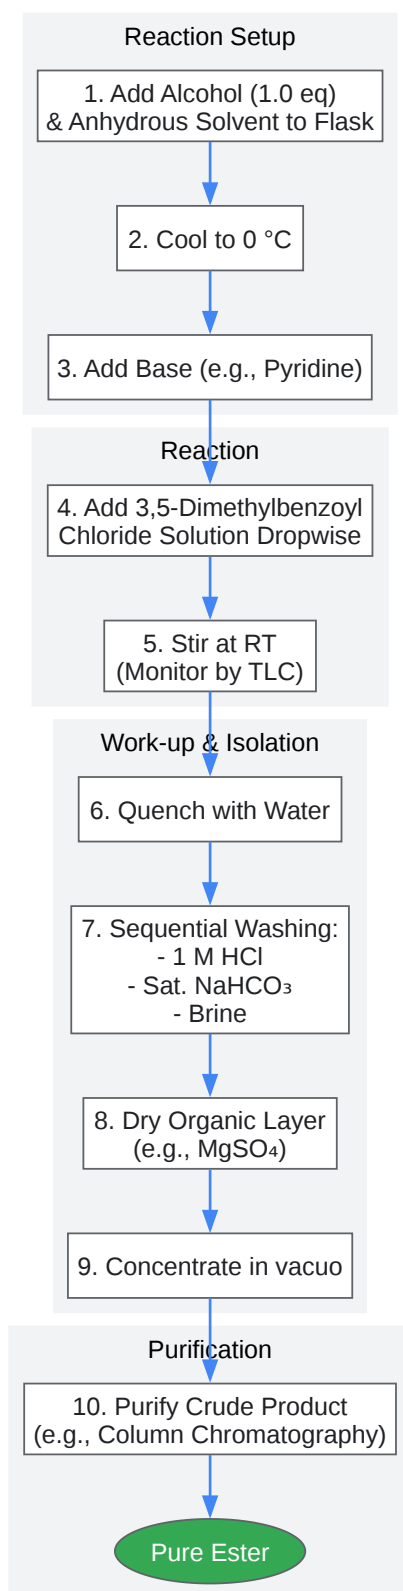 Reaction Setup
1. Add Alcohol (1.0 eq)
& Anhydrous Solvent to Flask
2. Cool to 0 °C
3. Add Base (e.g., Pyridine)
Reaction
4. Add 3,5-Dimethylbenzoyl
Chloride Solution Dropwise
5. Stir at RT
(Monitor by TLC)
Work-up & Isolation
6. Quench with Water
7. Sequential Washing:
- 1 M HCl
- Sat. NaHCO₃
- Brine
8. Dry Organic Layer
(e.g., MgSO₄)
9. Concentrate in vacuo
Purification
10. Purify Crude Product
(e.g., Column Chromatography)
Pure Ester